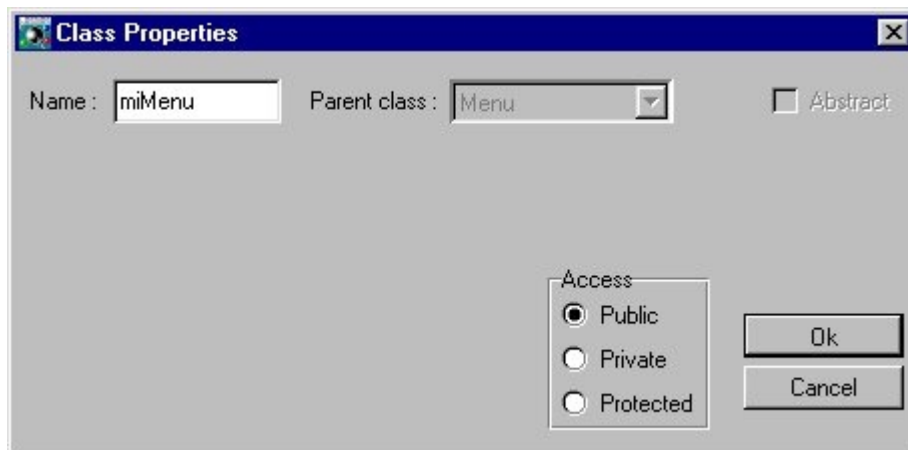 Class Properties
Name : miMenu Parent class : Menu Abstract
Access
Public
Private
Protected
Ok
Cancel